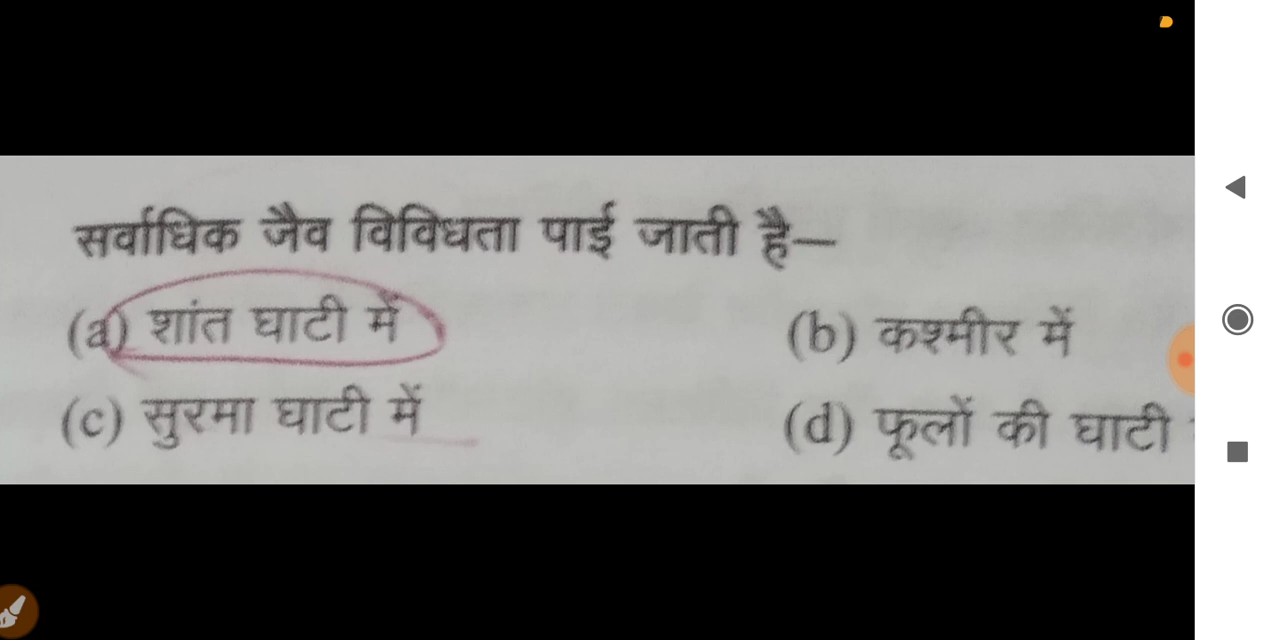 सर्वाधिक जैव विविधता पाई जाती है—
(a) शांत घाटी में (b) कश्मीर में
(c) सुरमा घाटी में (d) फूलों की घाटी